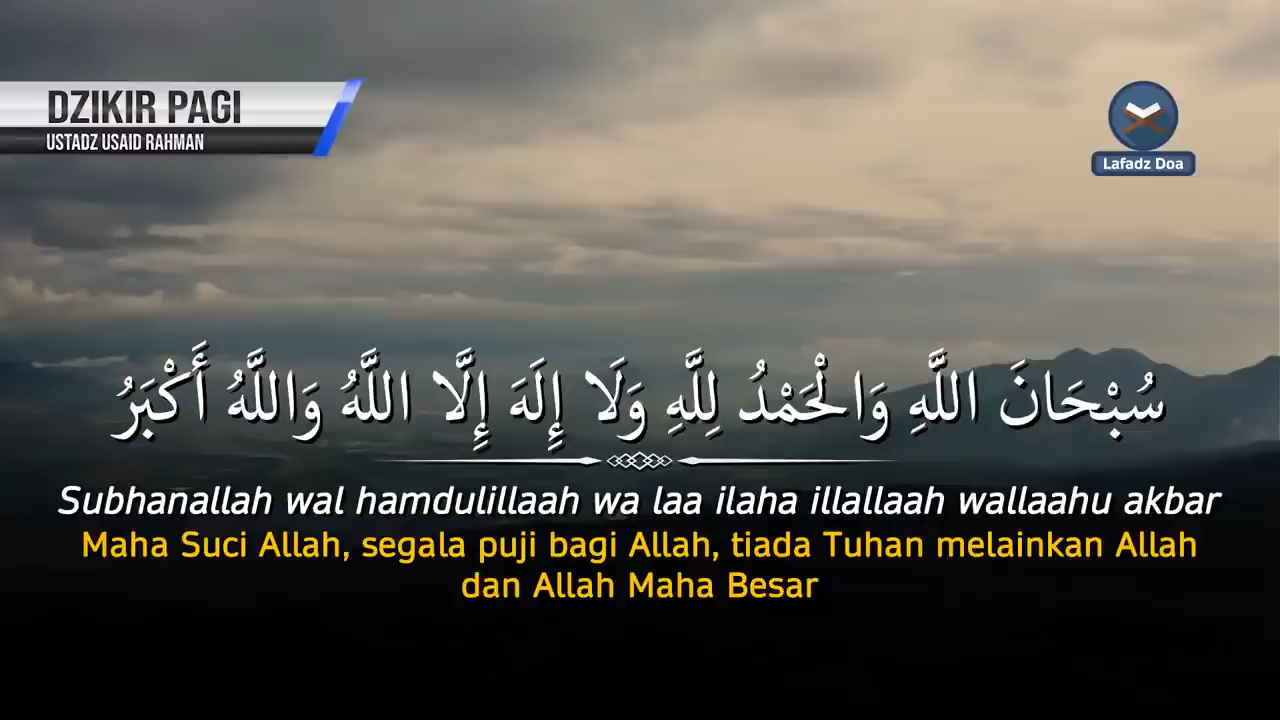 DZIKIR PAGI
USTADZ USAID RAHMAN
Lafadz Doa
سُبْحَانَ اللَّهِ وَالْحَمْدُ لِلَّهِ وَلَا إِلَهَ إِلَّا اللَّهُ وَاللَّهُ أَكْبَرُ
Subhanallah wal hamdulillaah wa laa ilaha illallaah wallaahu akbar
Maha Suci Allah, segala puji bagi Allah, tiada Tuhan melainkan Allah
dan Allah Maha Besar